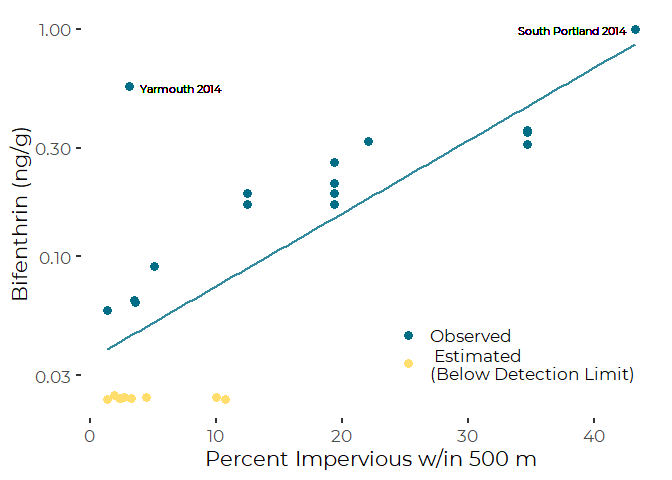 1.00
South Portland 2014
Yarmouth 2014
0.30
Bifenthrin (ng/g)
0.10
Observed
Estimated
(Below Detection Limit)
0.03
0 10 20 30 40
Percent Impervious w/in 500 m